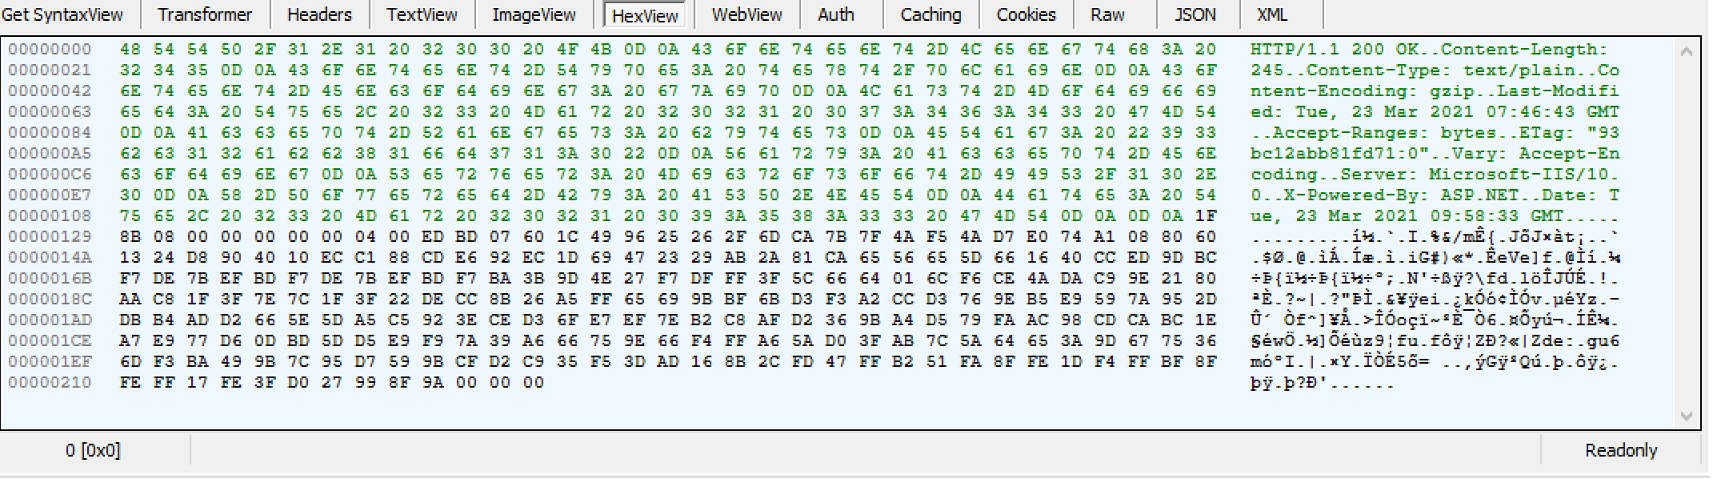 Get SyntaxView Transformer Headers TextView ImageView HexView WebView Auth Caching Cookies Raw JSON XML
00000000 48 54 54 50 2F 31 2E 31 20 32 30 30 20 4F 4B 0D 0A 43 6F 6E 74 65 6E 74 2D 4C 65 6E 67 74 68 3A 20 HTTP/1.1 200 OK..Content-Length:
00000021 32 34 35 0D 0A 43 6F 6E 74 65 6E 74 2D 54 79 70 65 3A 20 74 65 78 74 2F 70 6C 61 69 6E 0D 0A 43 6F 245..Content-Type: text/plain..Co
00000042 6E 74 65 6E 74 2D 45 6E 63 6F 64 69 6E 67 3A 20 67 7A 69 70 0D 0A 4C 61 73 74 2D 4D 6F 64 69 66 69 ntent-Encoding: gzip..Last-Modifi
00000063 65 64 3A 20 54 75 65 2C 20 32 33 20 4D 61 72 20 32 30 32 31 20 30 37 3A 34 36 3A 34 33 20 47 4D 54 ed: Tue, 23 Mar 2021 07:46:43 GMT
00000084 0D 0A 41 63 63 65 70 74 2D 52 61 6E 67 65 73 3A 20 62 79 74 65 73 0D 0A 45 54 61 67 3A 20 22 39 33 ..Accept-Ranges: bytes..ETag: "93
000000A5 62 63 31 32 61 62 62 38 31 66 64 37 31 3A 30 22 0D 0A 56 61 72 79 3A 20 41 63 63 65 70 74 2D 45 6E bc12abb81fd71:0"..Vary: Accept-En
000000C6 63 6F 64 69 6E 67 0D 0A 53 65 72 76 65 72 3A 20 4D 69 63 72 6F 73 6F 66 74 2D 49 49 53 2F 31 30 2E coding..Server: Microsoft-IIS/10.
000000E7 30 0D 0A 58 2D 50 6F 77 65 72 65 64 2D 42 79 3A 20 41 53 50 2E 4E 45 54 0D 0A 44 61 74 65 3A 20 54 0..X-Powered-By: ASP.NET..Date: T
00000108 75 65 2C 20 32 33 20 4D 61 72 20 32 30 32 31 20 30 39 3A 35 38 3A 33 33 20 47 4D 54 0D 0A 0D 0A 1F ue, 23 Mar 2021 09:58:33 GMT.....
00000129 8B 08 00 00 00 00 00 04 00 ED BD 07 60 1C 49 96 25 26 2F 6D CA 7B 7F 4A F5 4A D7 E0 74 A1 08 80 60 .........í½.`.I.%&/mÊ{.JõJ×àt¡..`
0000014A 13 24 D8 90 40 10 EC C1 88 CD E6 92 EC 1D 69 47 23 29 AB 2A 81 CA 65 56 65 5D 66 16 40 CC ED 9D BC .$Ø.@.ìÁ.Íæ.ì.iG#)«*.ÊeVe]f.@Ìí.¼
0000016B F7 DE 7B EF BD F7 DE 7B EF BD F7 BA 3B 9D 4E 27 F7 DF FF 3F 5C 66 64 01 6C F6 CE 4A DA C9 9E 21 80 ÷Þ{ï½÷Þ{ï½÷º;.N'÷ßÿ?\fd.löÎJÚÉ.!.
0000018C AA C8 1F 3F 7E 7C 1F 3F 22 DE CC 8B 26 A5 FF 65 69 9B BF 6B D3 F3 A2 CC D3 76 9E B5 E9 59 7A 95 2D ªÈ.?~|.?"ÞÌ.&¥ÿei.¿kÓó¢ÌÓv.µéYz.-
000001AD DB B4 AD D2 66 5E 5D A5 C5 92 3E CE D3 6F E7 EF 7E B2 C8 AF D2 36 9B A4 D5 79 FA AC 98 CD CA BC 1E Û´ Òf^]¥Å.>ÎÓoçï~²È¯Ò6.¤Õyú¬.ÍÊ¼.
000001CE A7 E9 77 D6 0D BD 5D D5 E9 F9 7A 39 A6 66 75 9E 66 F4 FF A6 5A D0 3F AB 7C 5A 64 65 3A 9D 67 75 36 §éwÖ.½]Õéùz9¦fu.fôÿ¦ZÐ?«|Zde:.gu6
000001EF 6D F3 BA 49 9B 7C 95 D7 59 9B CF D2 C9 35 F5 3D AD 16 8B 2C FD 47 FF B2 51 FA 8F FE 1D F4 FF BF 8F móºI.|.×Y.ÏÒÉ5õ= ..,ýGÿ²Qú.þ.ôÿ¿.
00000210 FE FF 17 FE 3F D0 27 99 8F 9A 00 00 00 þÿ.þ?Ð'......
0 [0x0] Readonly